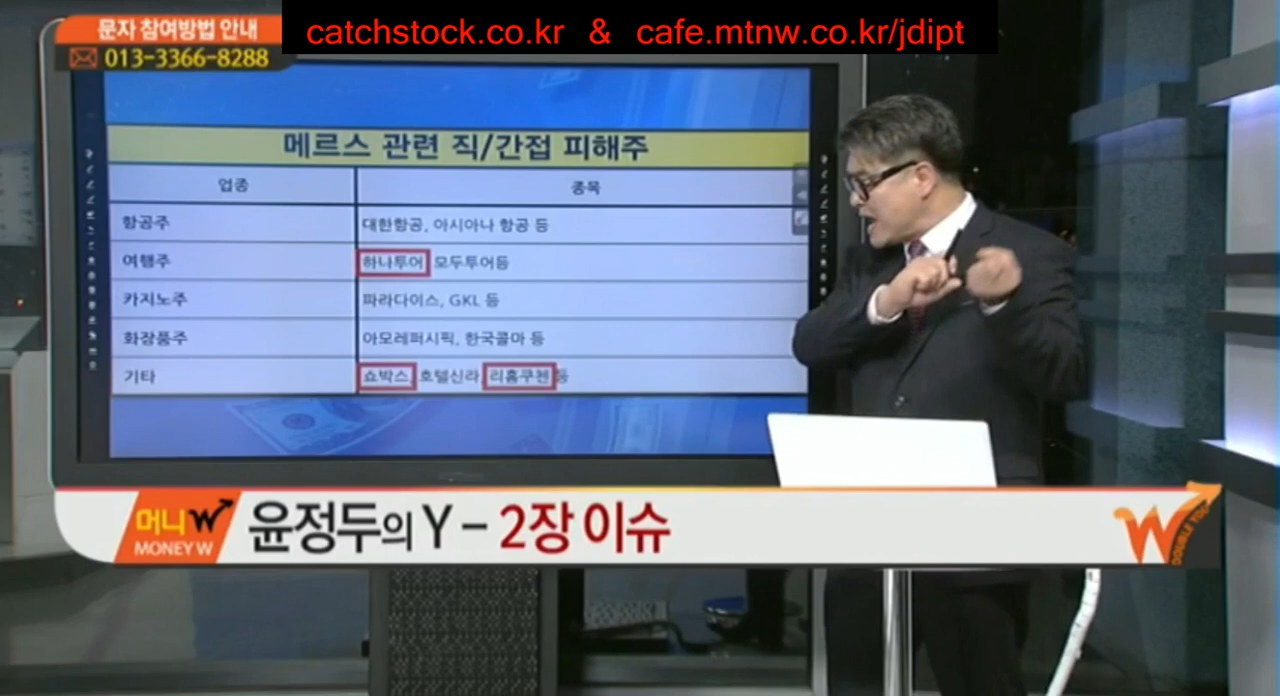 문자 참여방법 안내
013-3366-8288
catchstock.co.kr & cafe.mtnw.co.kr/jdipt
메르스 관련 직/간접 피해주
업종 종목
항공주 대한항공, 아시아나 항공 등
여행주 하나투어 모두투어등
카지노주 파라다이스, GKL 등
화장품주 아모레퍼시픽, 한국콜마 등
기타 쇼박스, 호텔신라, 리홈쿠첸 등
머니W
MONEY W
윤정두의 Y - 2장 이슈
W
DOUBLE YOU